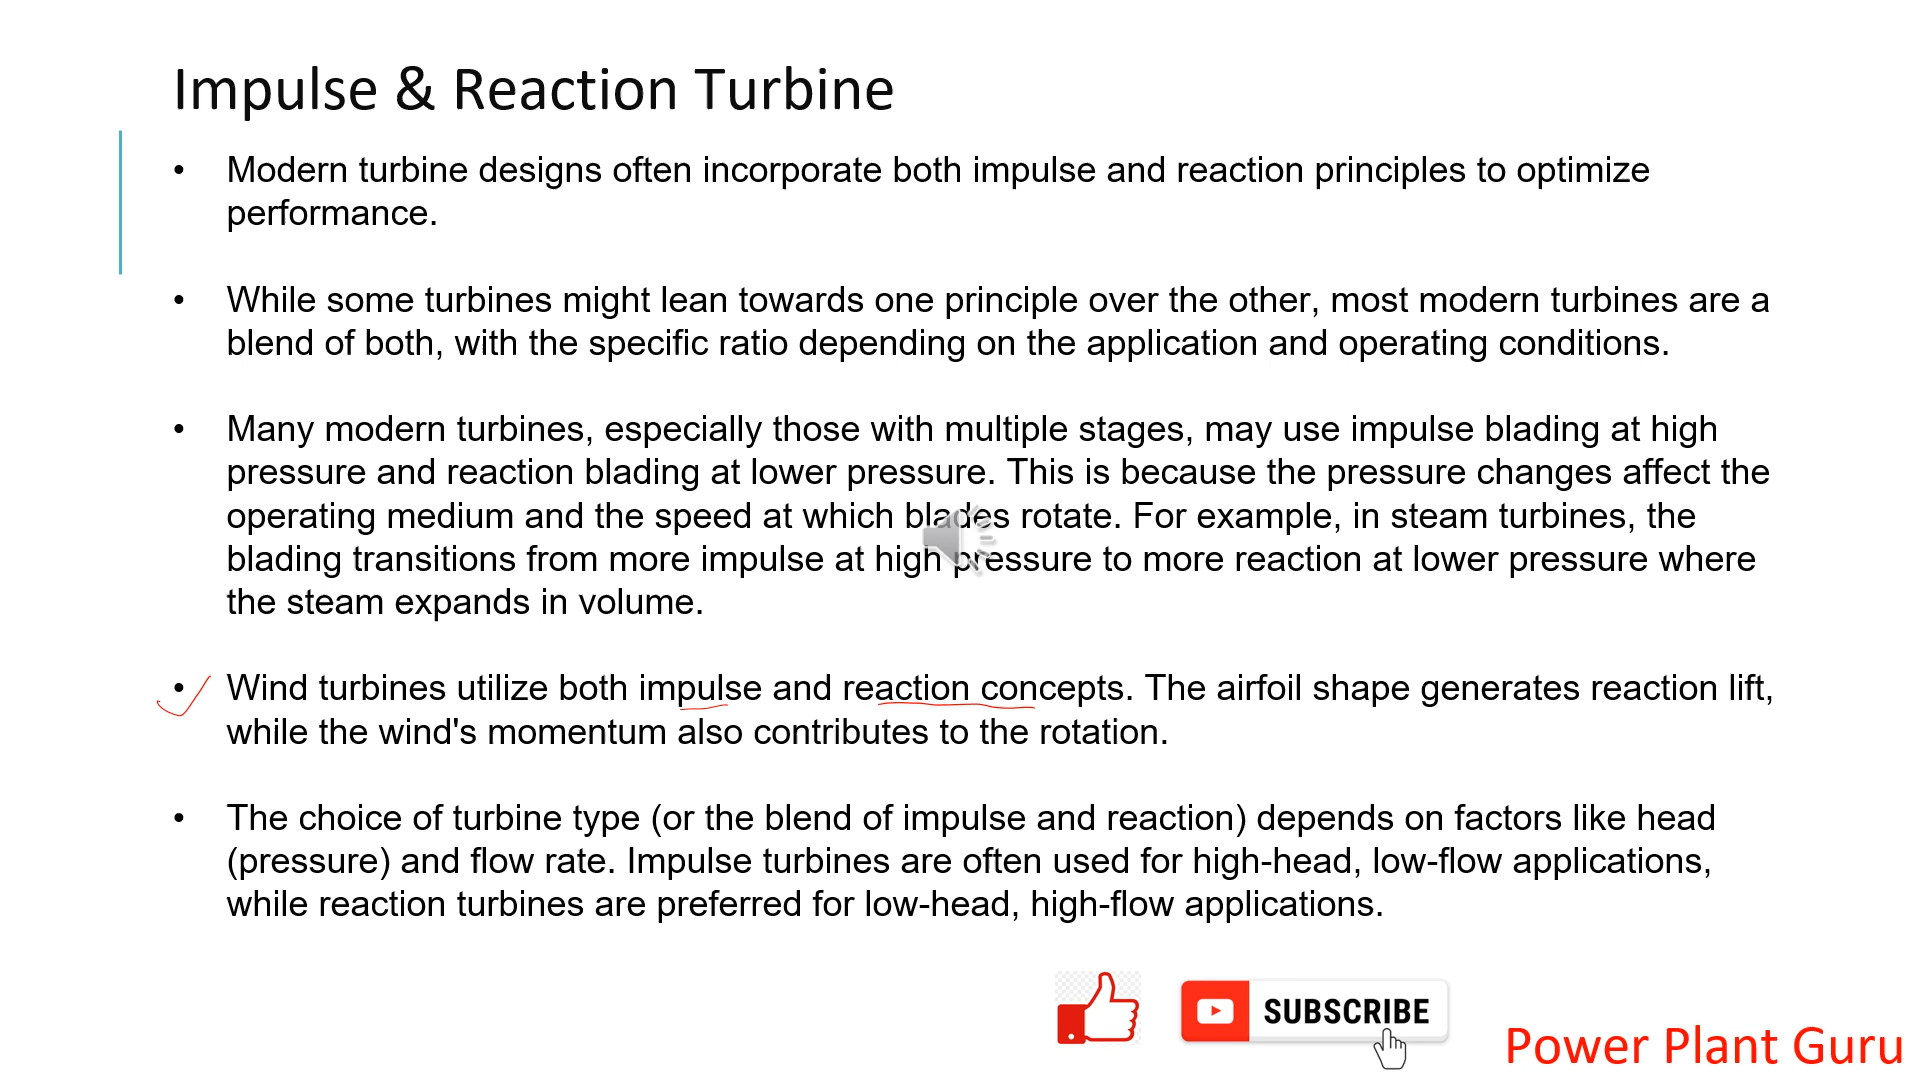 Impulse & Reaction Turbine
• Modern turbine designs often incorporate both impulse and reaction principles to optimize
performance.
• While some turbines might lean towards one principle over the other, most modern turbines are a
blend of both, with the specific ratio depending on the application and operating conditions.
• Many modern turbines, especially those with multiple stages, may use impulse blading at high
pressure and reaction blading at lower pressure. This is because the pressure changes affect the
operating medium and the speed at which blades rotate. For example, in steam turbines, the
blading transitions from more impulse at high pressure to more reaction at lower pressure where
the steam expands in volume.
• Wind turbines utilize both impulse and reaction concepts. The airfoil shape generates reaction lift,
while the wind's momentum also contributes to the rotation.
• The choice of turbine type (or the blend of impulse and reaction) depends on factors like head
(pressure) and flow rate. Impulse turbines are often used for high-head, low-flow applications,
while reaction turbines are preferred for low-head, high-flow applications.
SUBSCRIBE
Power Plant Guru